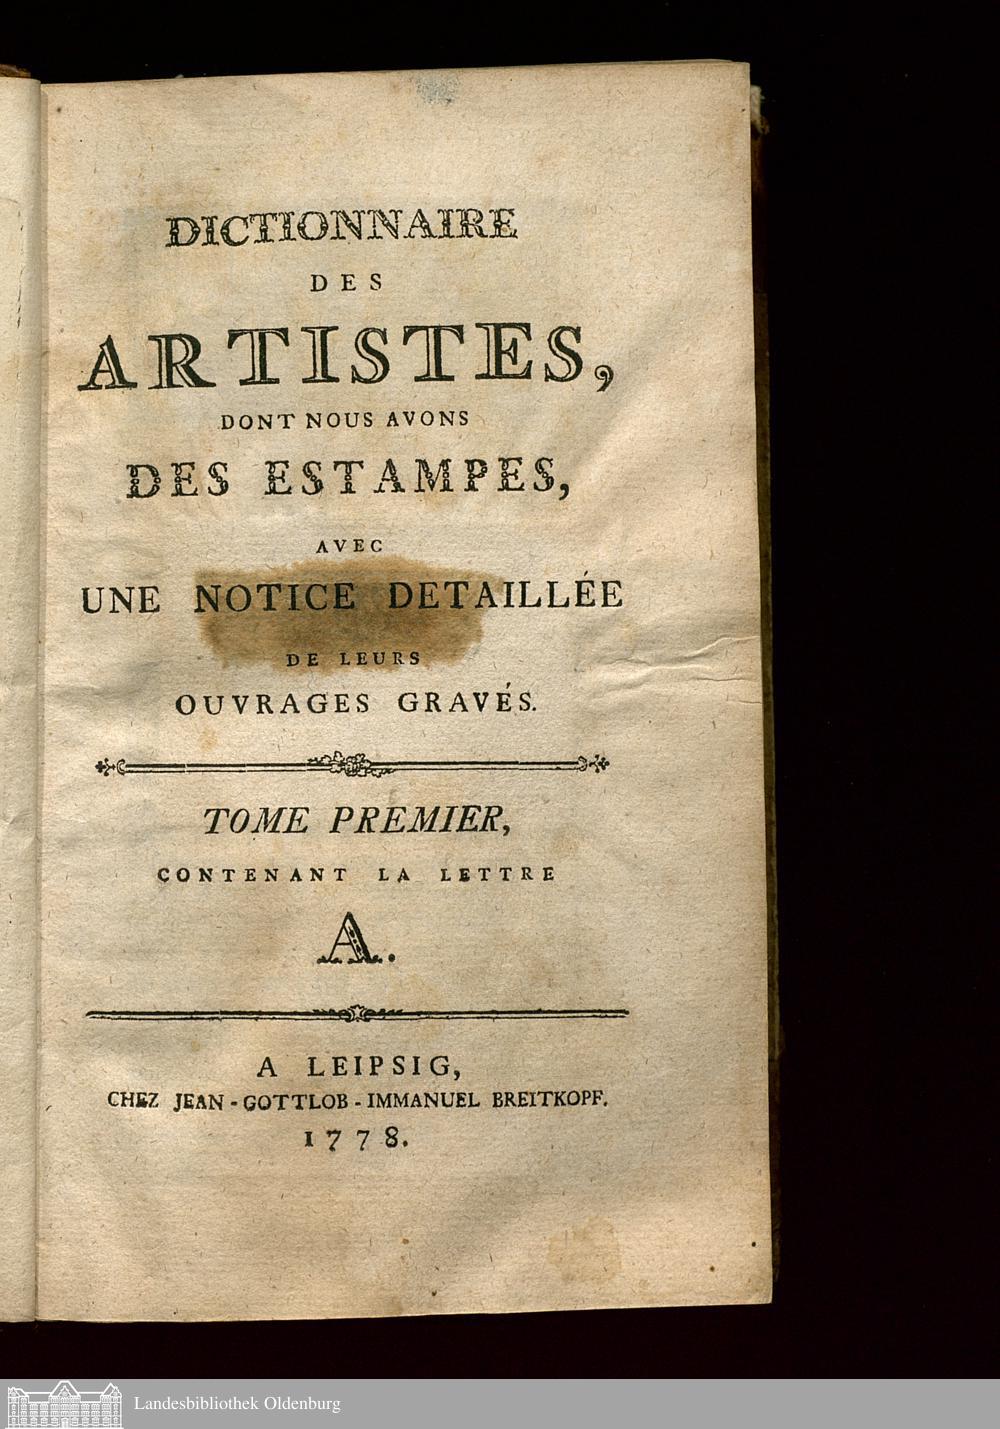 DICTIONNAIRE
DES
ARTISTES,
DONT NOUS AVONS
DES ESTAMPES,
AVEC
UNE NOTICE DETAILLÉE
DE LEURS
OUVRAGES GRAVÉS.
TOME PREMIER,
CONTENANT LA LETTRE
A.
A LEIPSIG,
CHEZ JEAN-GOTTLOB-IMMANUEL BREITKOPF.
1778.
Landesbibliothek Oldenburg